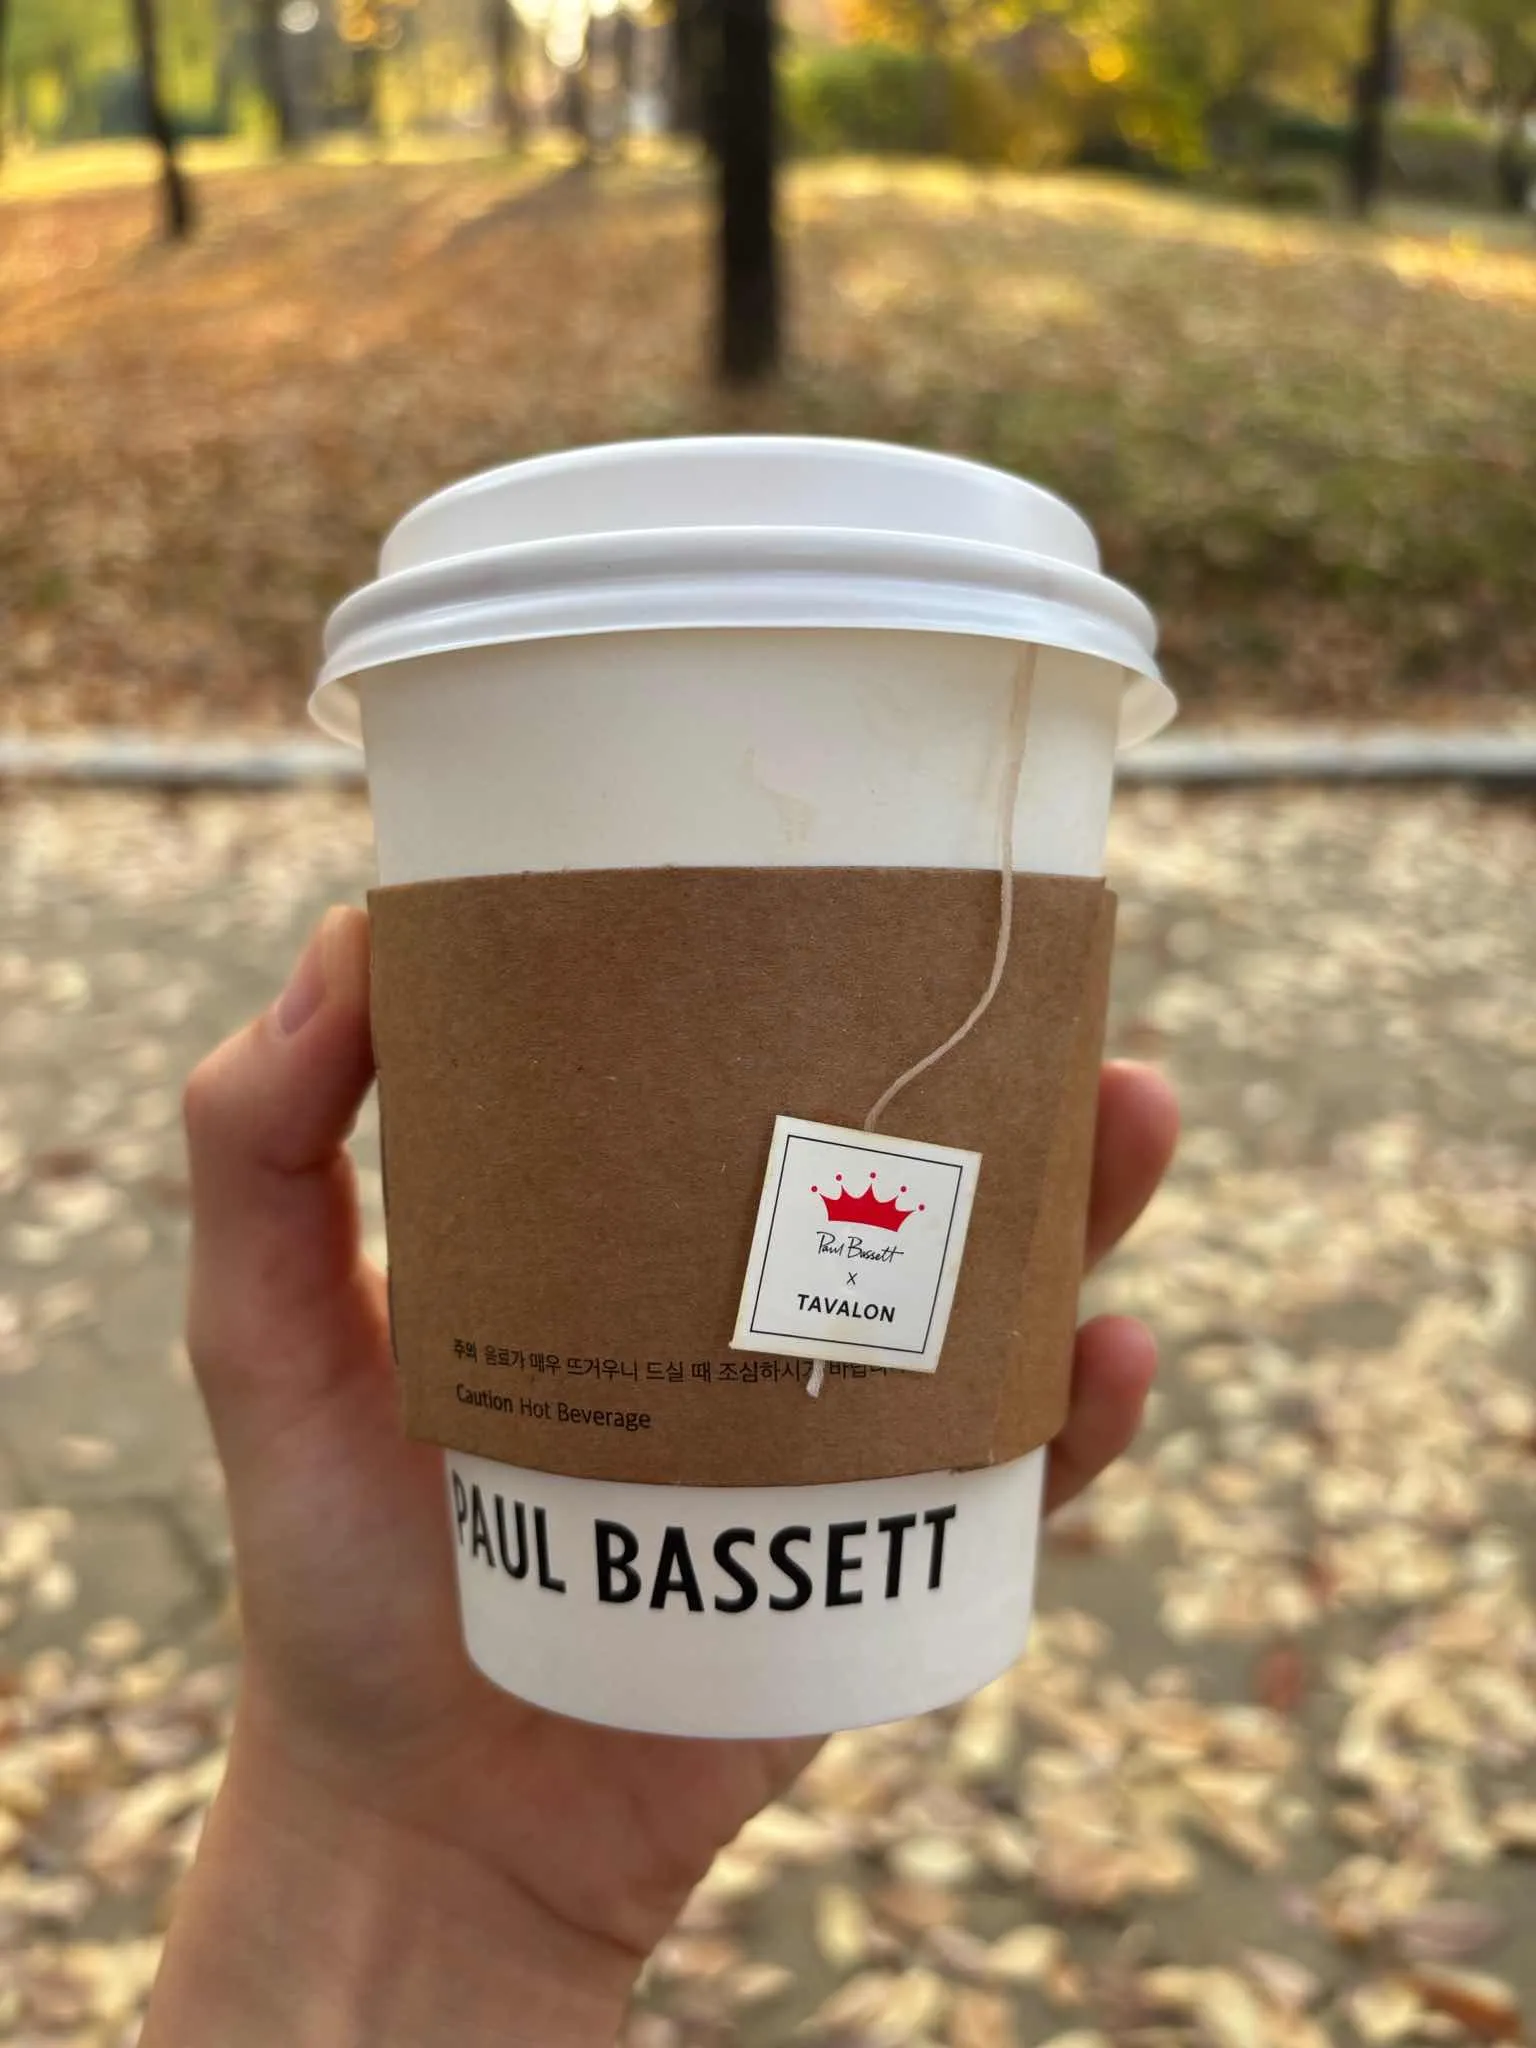 Paul Bassett
X
TAVALON
주의 음료가 매우 뜨거우니 드실 때 조심하시기
Caution Hot Beverage
PAUL BASSETT